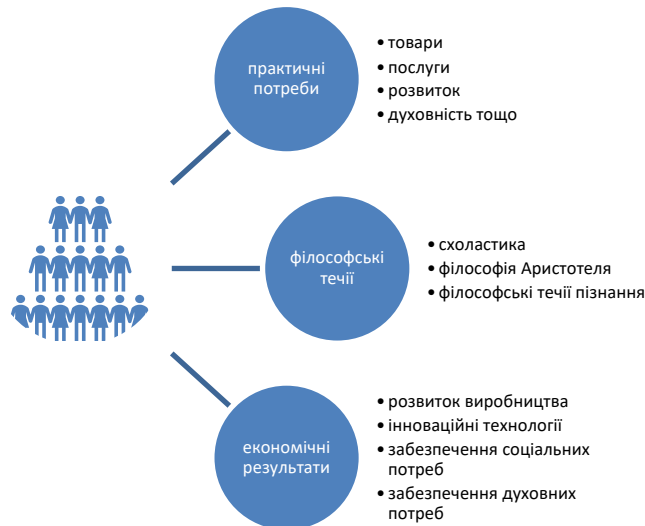 практичні
потреби
• товари
• послуги
• розвиток
• духовність тощо
філософські
течії
• схоластика
• філософія Аристотеля
• філософські течії пізнання
економічні
результати
• розвиток виробництва
• інноваційні технології
• забезпечення соціальних
потреб
• забезпечення духовних
потреб